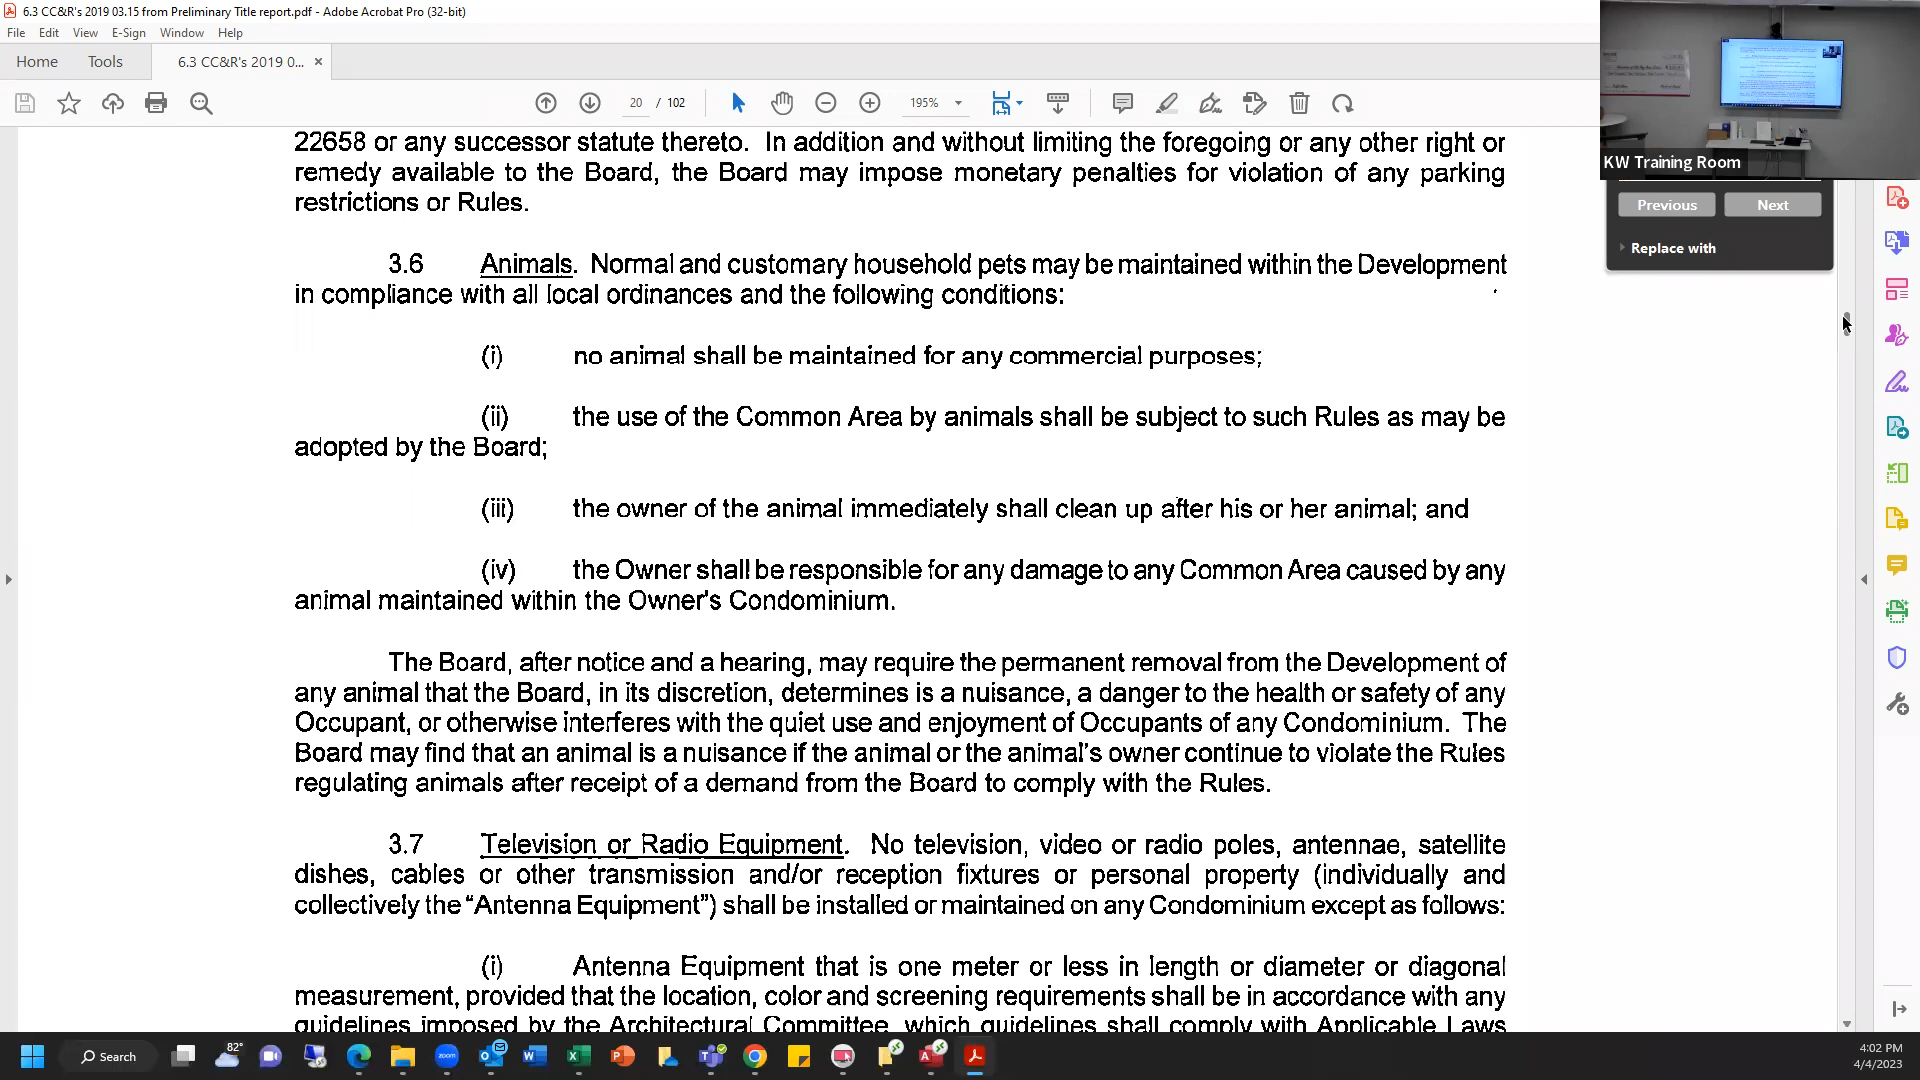 6.3 CC&R's 2019 03.15 from Preliminary Title report.pdf - Adobe Acrobat Pro (32-bit)
File Edit View E-Sign Window Help
Home Tools 6.3 CC&R's 2019 0... ×
20 / 102 195%
KW Training Room
Previous Next
Replace with
22658 or any successor statute thereto. In addition and without limiting the foregoing or any other right or
remedy available to the Board, the Board may impose monetary penalties for violation of any parking
restrictions or Rules.
3.6 Animals. Normal and customary household pets may be maintained within the Development
in compliance with all local ordinances and the following conditions:
(i) no animal shall be maintained for any commercial purposes;
(ii) the use of the Common Area by animals shall be subject to such Rules as may be
adopted by the Board;
(iii) the owner of the animal immediately shall clean up after his or her animal; and
(iv) the Owner shall be responsible for any damage to any Common Area caused by any
animal maintained within the Owner's Condominium.
The Board, after notice and a hearing, may require the permanent removal from the Development of
any animal that the Board, in its discretion, determines is a nuisance, a danger to the health or safety of any
Occupant, or otherwise interferes with the quiet use and enjoyment of Occupants of any Condominium. The
Board may find that an animal is a nuisance if the animal or the animal's owner continue to violate the Rules
regulating animals after receipt of a demand from the Board to comply with the Rules.
3.7 Television or Radio Equipment. No television, video or radio poles, antennae, satellite
dishes, cables or other transmission and/or reception fixtures or personal property (individually and
collectively the “Antenna Equipment”) shall be installed or maintained on any Condominium except as follows:
(i) Antenna Equipment that is one meter or less in length or diameter or diagonal
measurement, provided that the location, color and screening requirements shall be in accordance with any
guidelines imposed by the Architectural Committee, which guidelines shall comply with Applicable Laws
Search 82° zoom
4:02 PM
4/4/2023